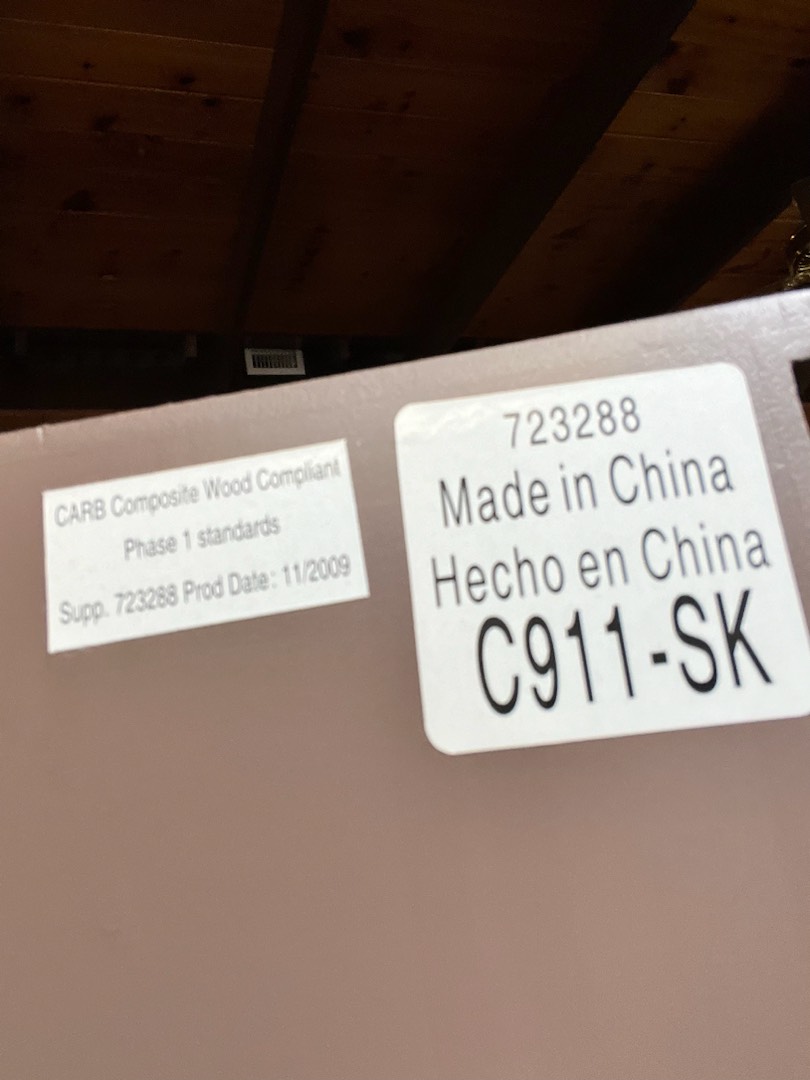 CARB Composite Wood Compliant
Phase 1 standards
Supp. 723288 Prod Date: 11/2009
723288
Made in China
Hecho en China
C911-SK